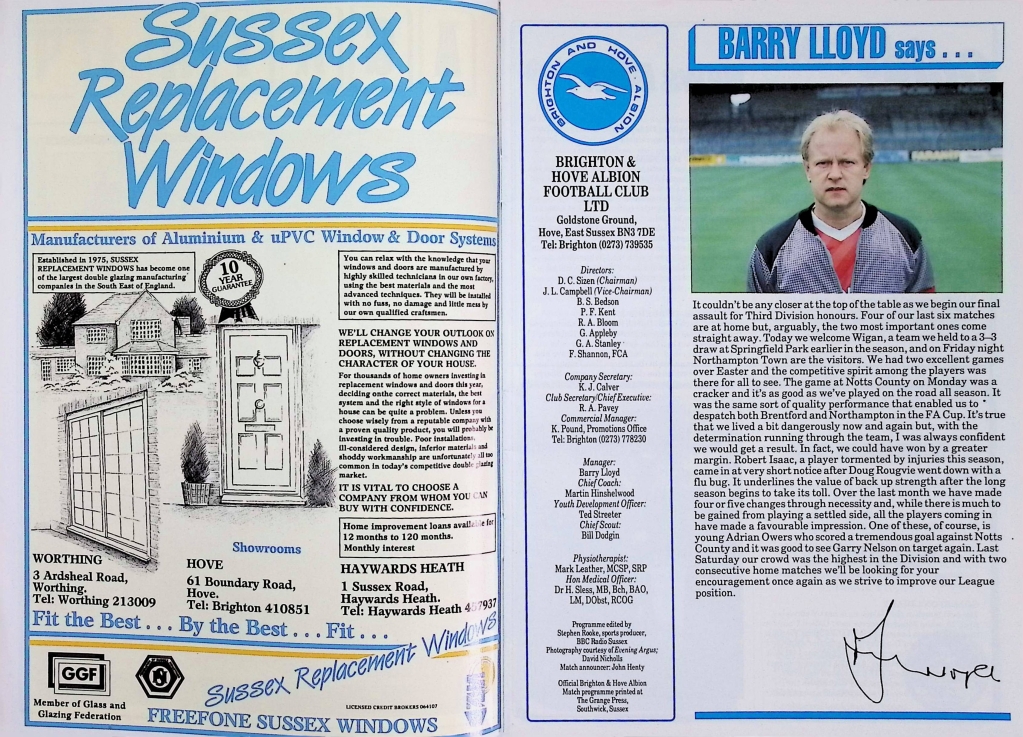 Sussex
Replacement
Windows
Manufacturers of Aluminium & uPVC Window & Door Systems
Established in 1975, SUSSEX
REPLACEMENT WINDOWS has become one
of the largest double glazing manufacturing
companies in the South East of England.
10
YEAR
GUARANTEE
You can relax with the knowledge that your
windows and doors are manufactured by
highly skilled technicians in our own factory,
using the best materials and the most
advanced techniques. They will be installed
with no fuss, no damage and little mess by
our own qualified craftsmen.
WE'LL CHANGE YOUR OUTLOOK ON
REPLACEMENT WINDOWS AND
DOORS, WITHOUT CHANGING THE
CHARACTER OF YOUR HOUSE.
For thousands of home owners investing in
replacement windows and doors this year,
deciding on the correct materials, the best
system and the right style of windows for a
house can be quite a problem. Unless you
choose wisely from a reputable company with
a proven quality product, you will probably be
investing in trouble. Poor installations,
ill-considered design, inferior materials and
shoddy workmanship are unfortunately all too
common in today's competitive double glazing
market.
IT IS VITAL TO CHOOSE A
COMPANY FROM WHOM YOU CAN
BUY WITH CONFIDENCE.
Home improvement loans available for
12 months to 120 months.
Monthly interest
Showrooms
WORTHING
3 Ardsheal Road,
Worthing.
Tel: Worthing 213009
HOVE
61 Boundary Road,
Hove.
Tel: Brighton 410851
HAYWARDS HEATH
1 Sussex Road,
Haywards Heath.
Tel: Haywards Heath 457937
Fit the Best . . . By the Best . . . Fit . . .
Sussex Replacement Windows
GGF
Member of Glass and
Glazing Federation
LICENSED CREDIT BROKERS 064107
FREEFONE SUSSEX WINDOWS
BRIGHTON AND HOVE · ALBION
BRIGHTON &
HOVE ALBION
FOOTBALL CLUB
LTD
Goldstone Ground,
Hove, East Sussex BN3 7DE
Tel: Brighton (0273) 739535
Directors:
D. C. Sizen (Chairman)
J. L. Campbell (Vice-Chairman)
B. S. Bedson
P. F. Kent
R. A. Bloom
G. Appleby
G. A. Stanley
F. Shannon, FCA
Company Secretary:
K. J. Calver
Club Secretary/Chief Executive:
R. A. Pavey
Commercial Manager:
K. Pound, Promotions Office
Tel: Brighton (0273) 778230
Manager:
Barry Lloyd
Chief Coach:
Martin Hinshelwood
Youth Development Officer:
Ted Streeter
Chief Scout:
Bill Dodgin
Physiotherapist:
Mark Leather, MCSP, SRP
Hon Medical Officer:
Dr H. Sless, MB, Bch, BAO,
LM, DObst, RCOG
Programme edited by
Stephen Rooke, sports producer,
BBC Radio Sussex
Photography courtesy of Evening Argus;
David Nicholls
Match announcer: John Henty
Official Brighton & Hove Albion
Match programme printed at
The Grange Press,
Southwick, Sussex
BARRY LLOYD says . . .
It couldn't be any closer at the top of the table as we begin our final
assault for Third Division honours. Four of our last six matches
are at home but, arguably, the two most important ones come
straight away. Today we welcome Wigan, a team we held to a 3–3
draw at Springfield Park earlier in the season, and on Friday night
Northampton Town are the visitors. We had two excellent games
over Easter and the competitive spirit among the players was
there for all to see. The game at Notts County on Monday was a
cracker and it's as good as we've played on the road all season. It
was the same sort of quality performance that enabled us to
despatch both Brentford and Northampton in the FA Cup. It's true
that we lived a bit dangerously now and again but, with the
determination running through the team, I was always confident
we would get a result. In fact, we could have won by a greater
margin. Robert Isaac, a player tormented by injuries this season,
came in at very short notice after Doug Rougvie went down with a
flu bug. It underlines the value of back up strength after the long
season begins to take its toll. Over the last month we have made
four or five changes through necessity and, while there is much to
be gained from playing a settled side, all the players coming in
have made a favourable impression. One of these, of course, is
young Adrian Owers who scored a tremendous goal against Notts
County and it was good to see Garry Nelson on target again. Last
Saturday our crowd was the highest in the Division and with two
consecutive home matches we'll be looking for your
encouragement once again as we strive to improve our League
position.